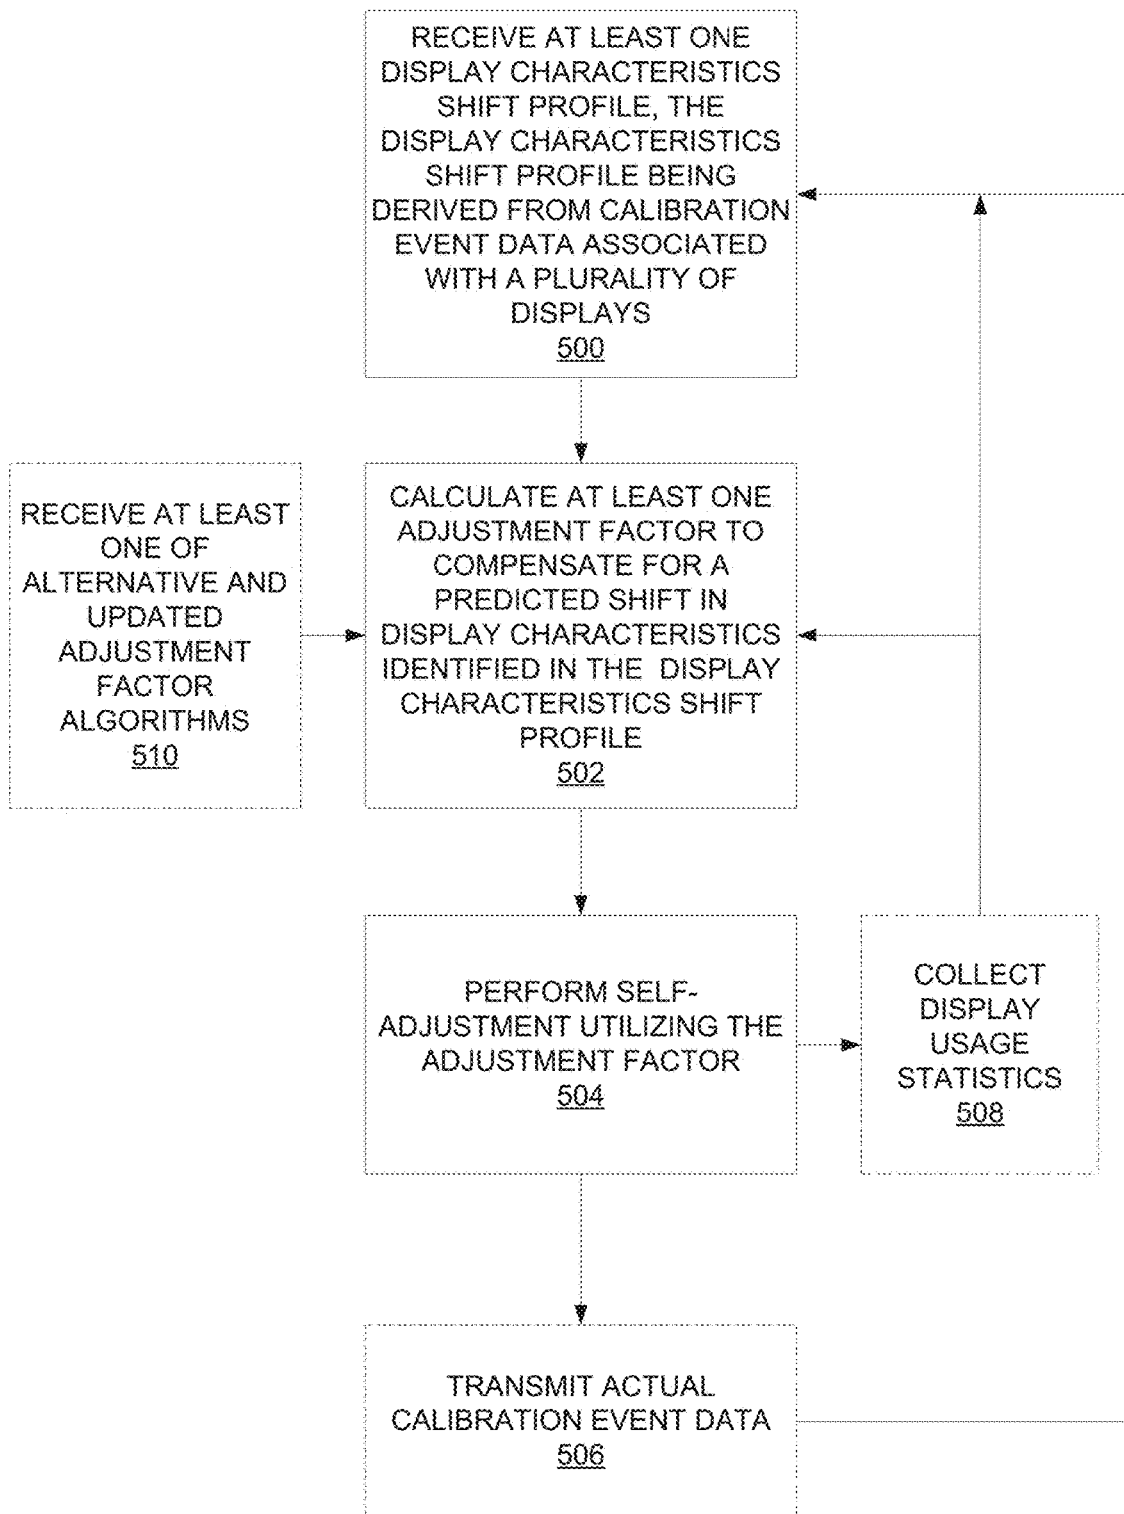 RECEIVE AT LEAST ONE
DISPLAY CHARACTERISTICS
SHIFT PROFILE, THE
DISPLAY CHARACTERISTICS
SHIFT PROFILE BEING
DERIVED FROM CALIBRATION
EVENT DATA ASSOCIATED
WITH A PLURALITY OF
DISPLAYS
500
RECEIVE AT LEAST
ONE OF
ALTERNATIVE AND
UPDATED
ADJUSTMENT
FACTOR
ALGORITHMS
510
CALCULATE AT LEAST ONE
ADJUSTMENT FACTOR TO
COMPENSATE FOR A
PREDICTED SHIFT IN
DISPLAY CHARACTERISTICS
IDENTIFIED IN THE DISPLAY
CHARACTERISTICS SHIFT
PROFILE
502
PERFORM SELF-
ADJUSTMENT UTILIZING THE
ADJUSTMENT FACTOR
504
COLLECT
DISPLAY
USAGE
STATISTICS
508
TRANSMIT ACTUAL
CALIBRATION EVENT DATA
506